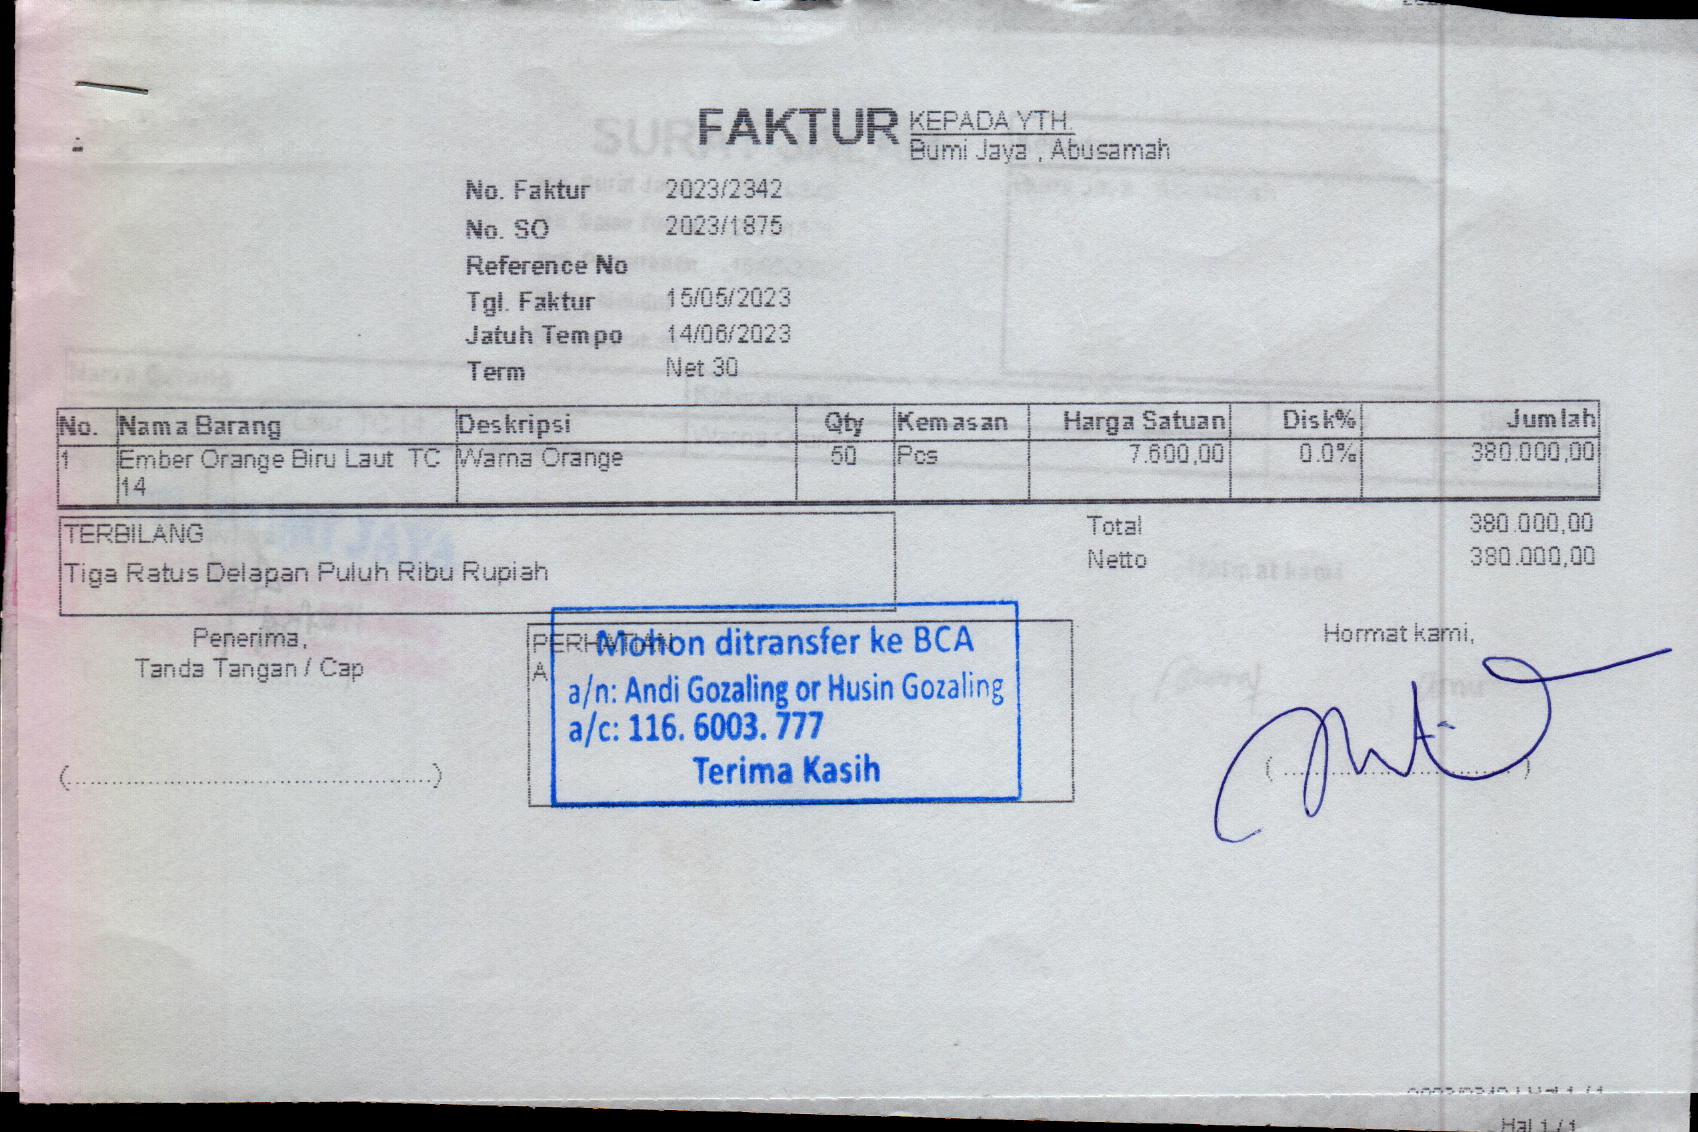 FAKTUR
KEPADA YTH.
Bumi Jaya , Abusamah
No. Faktur 2023/2342
No. SO 2023/1875
Reference No
Tgl. Faktur 15/05/2023
Jatuh Tempo 14/06/2023
Term Net 30
No. Nama Barang Deskripsi Qty Kemasan Harga Satuan Disk% Jumlah
1 Ember Orange Biru Laut TC Warna Orange 50 Pcs 7.600,00 0.0% 380.000,00
14
TERBILANG
Tiga Ratus Delapan Puluh Ribu Rupiah
Total 380.000,00
Netto 380.000,00
Penerima,
Tanda Tangan / Cap
(..........................................)
PERHATIAN
A
Mohon ditransfer ke BCA
a/n: Andi Gozaling or Husin Gozaling
a/c: 116. 6003. 777
Terima Kasih
Hormat kami,
(..............................)
Hal 1 / 1